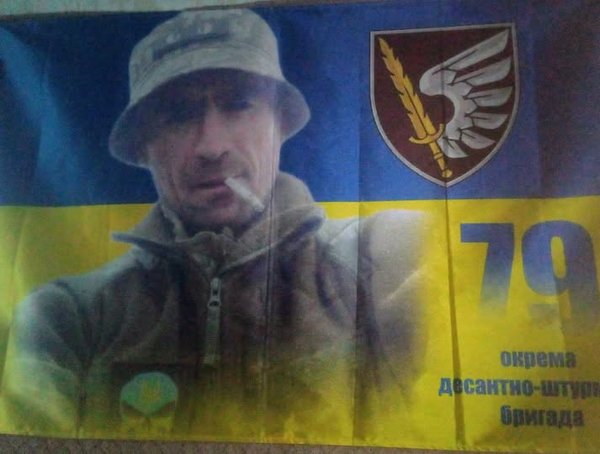 79
окрема
десантно-штурм
бригада